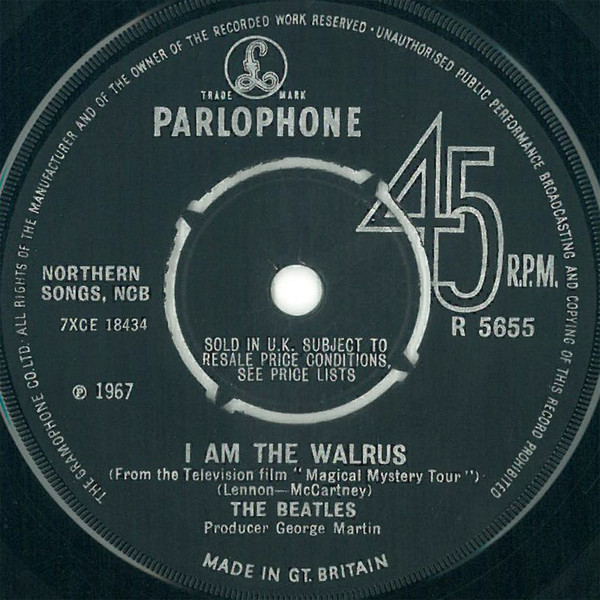 THE GRAMOPHONE CO.LTD. ALL RIGHTS OF THE MANUFACTURER AND OF THE OWNER OF THE RECORDED WORK RESERVED · UNAUTHORISED PUBLIC PERFORMANCE BROADCASTING AND COPYING OF THIS RECORD PROHIBITED
£
TRADE MARK
PARLOPHONE
45
R.P.M.
R 5655
NORTHERN
SONGS, NCB
7XCE 18434
℗ 1967
SOLD IN U.K. SUBJECT TO
RESALE PRICE CONDITIONS,
SEE PRICE LISTS
I AM THE WALRUS
(From the Television film "Magical Mystery Tour")
(Lennon—McCartney)
THE BEATLES
Producer George Martin
MADE IN GT. BRITAIN